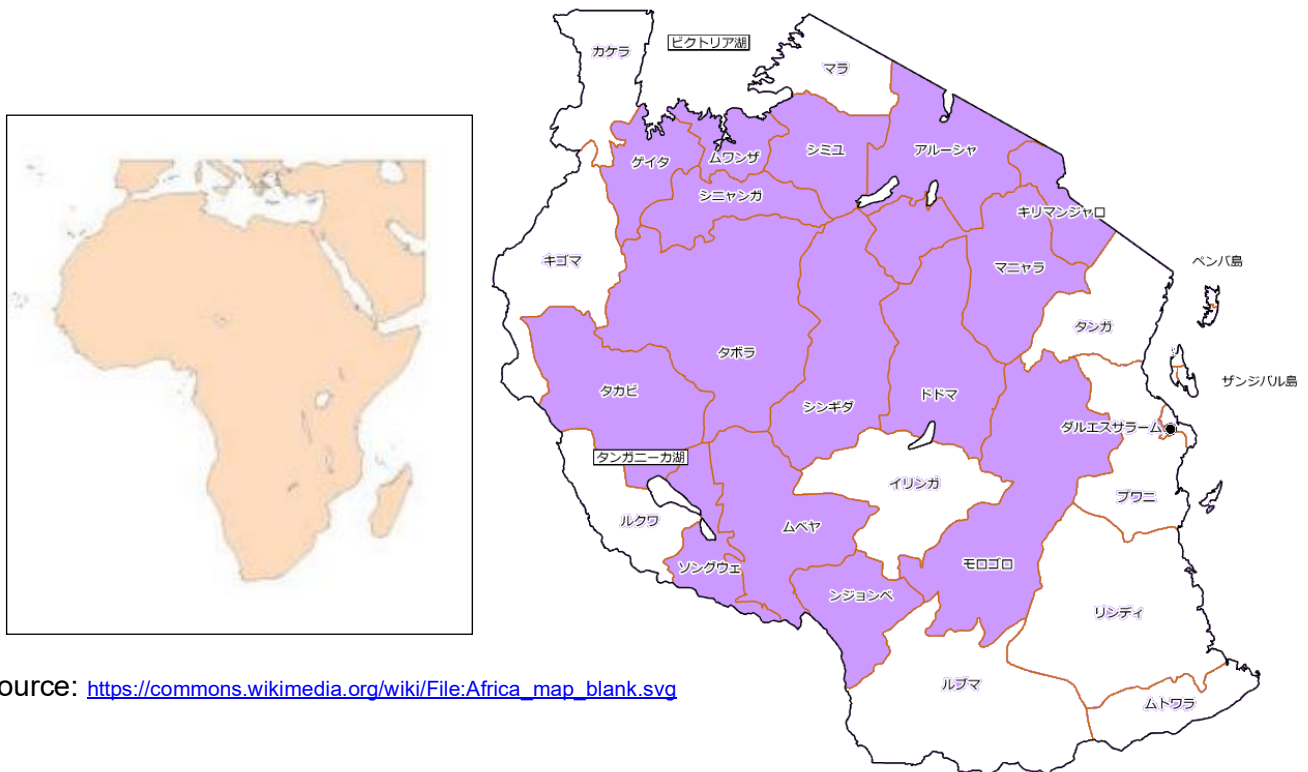 カケラ
ビクトリア湖
マラ
ゲイタ
ムワンザ
シミユ
アルーシャ
シニャンガ
キリマンジャロ
キゴマ
マニャラ
ペンバ島
タンガ
タボラ
ザンジバル島
タカビ
シンギダ
ドドマ
ダルエスサラーム
タンガニーカ湖
イリンガ
プワニ
ルクワ
ムベヤ
ソングウェ
モロゴロ
ンジョンベ
リンディ
ルブマ
ムトワラ
ource: https://commons.wikimedia.org/wiki/File:Africa_map_blank.svg